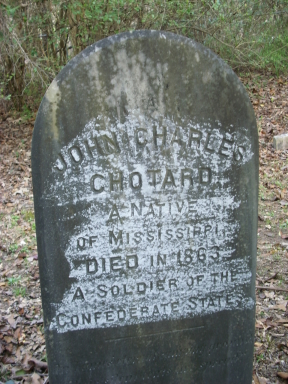 JOHN CHARLES
CHOTARD
A NATIVE
OF MISSISSIPPI,
DIED IN 1863
A SOLDIER OF THE
CONFEDERATE STATES